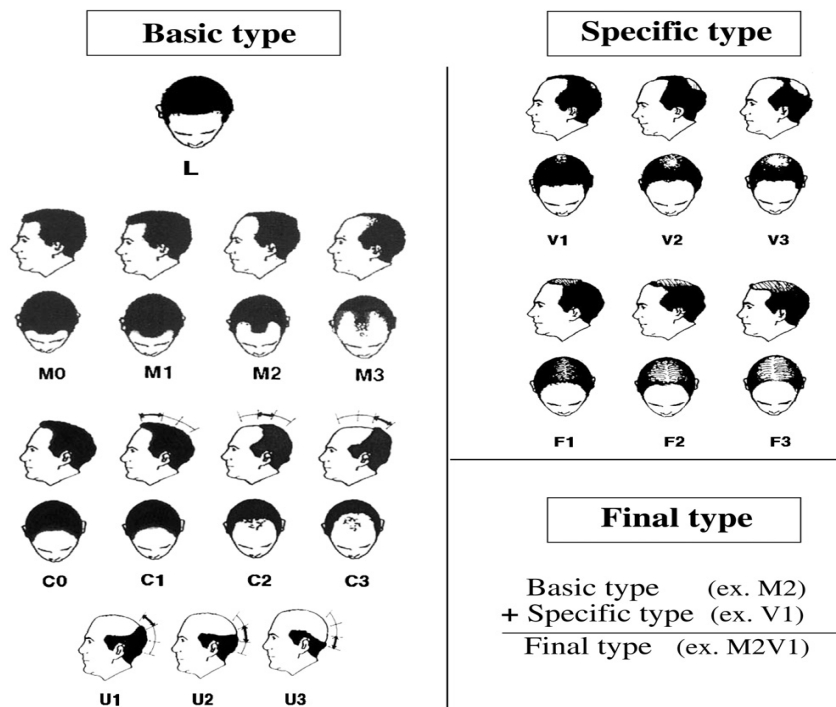 Basic type
L
M0 M1 M2 M3
C0 C1 C2 C3
U1 U2 U3
Specific type
V1 V2 V3
F1 F2 F3
Final type
Basic type (ex. M2)
+ Specific type (ex. V1)
Final type (ex. M2V1)